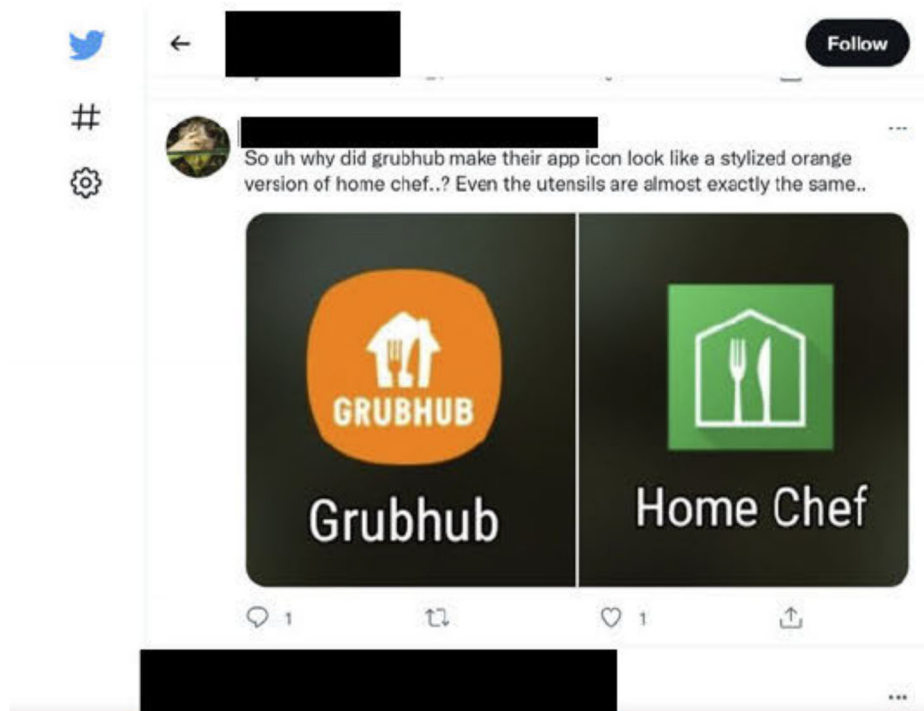 Follow
So uh why did grubhub make their app icon look like a stylized orange
version of home chef..? Even the utensils are almost exactly the same..
GRUBHUB
Grubhub
Home Chef
1
1